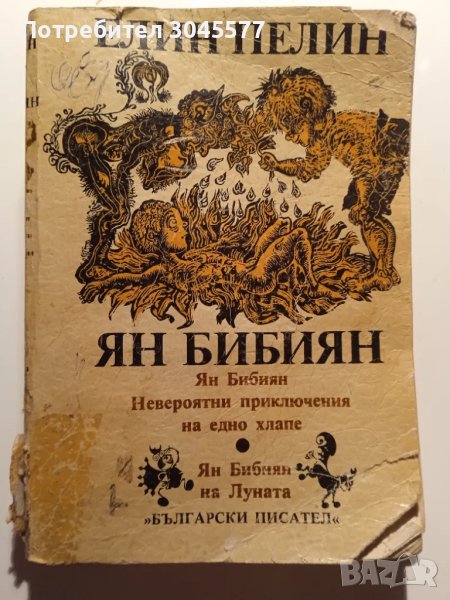 Потребител 3045577
ЕЛИН ПЕЛИН
ЯН БИБИЯН
Ян Бибиян
Невероятни приключения
на едно хлапе
Ян Бибиян
на Луната
»БЪЛГАРСКИ ПИСАТЕЛ«
BAZAR